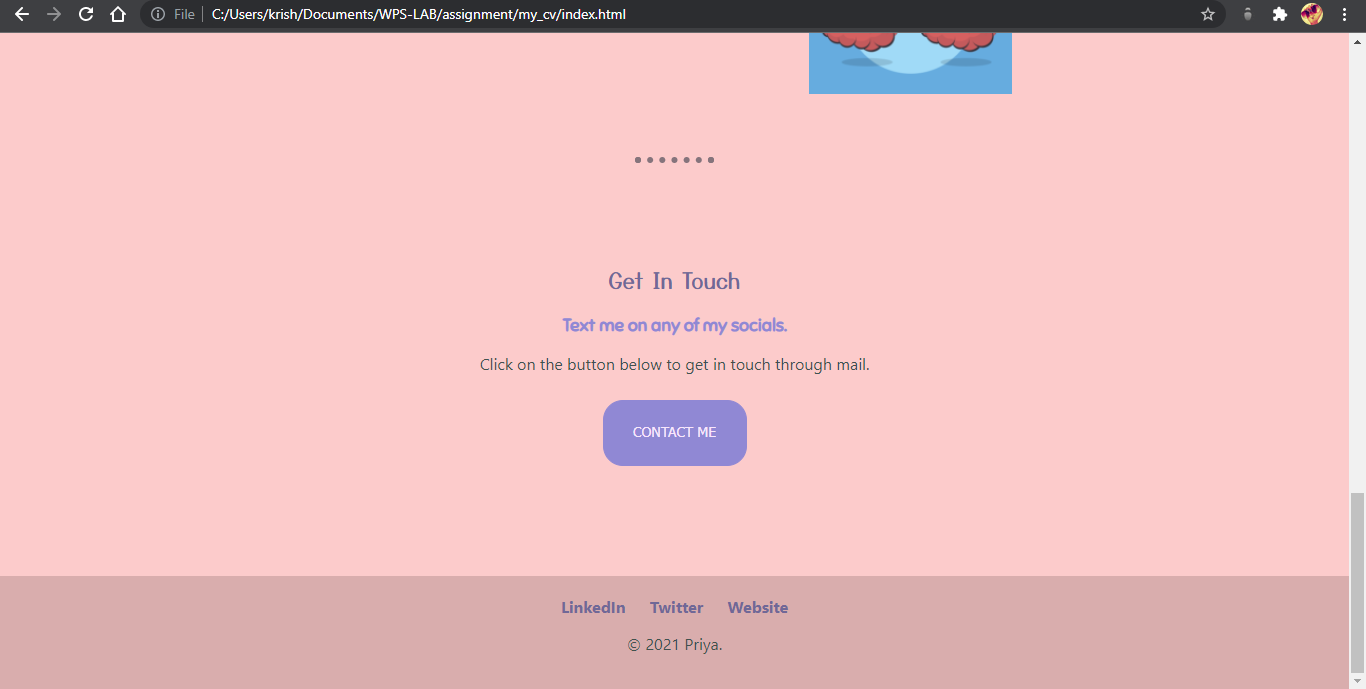 File
C:/Users/krish/Documents/WPS-LAB/assignment/my_cv/index.html
Get In Touch
Text me on any of my socials.
Click on the button below to get in touch through mail.
CONTACT ME
LinkedIn Twitter Website
© 2021 Priya.